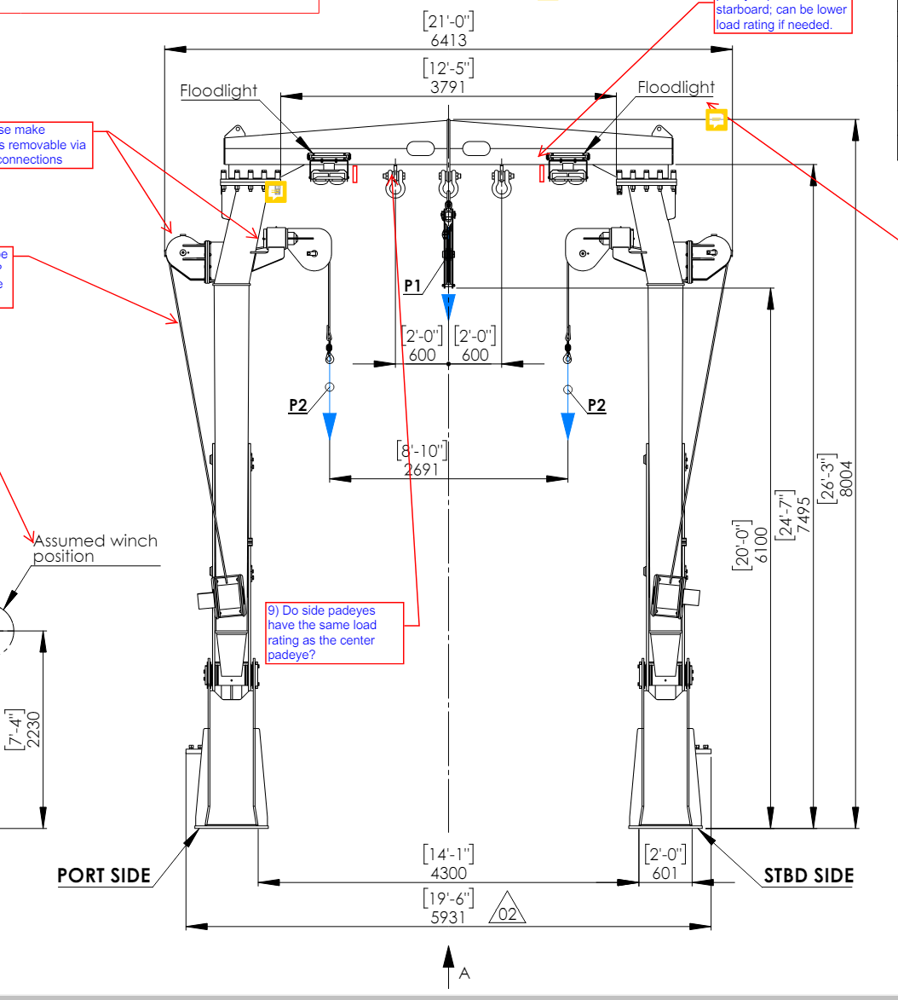 starboard; can be lower
load rating if needed.
[21'-0"]
6413
[12'-5"]
3791
Floodlight
Floodlight
make
removable via
connections
P1
[2'-0"]
600
[2'-0"]
600
P2
P2
[8'-10"]
2691
[20'-0"]
6100
[24'-7"]
7495
[26'-3"]
8004
Assumed winch
position
9) Do side padeyes
have the same load
rating as the center
padeye?
[7'-4"]
2230
PORT SIDE
STBD SIDE
[14'-1"]
4300
[2'-0"]
601
[19'-6"]
5931
02
A